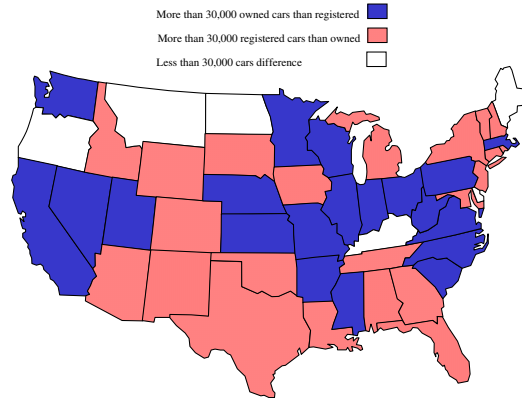 More than 30,000 owned cars than registered
More than 30,000 registered cars than owned
Less than 30,000 cars difference